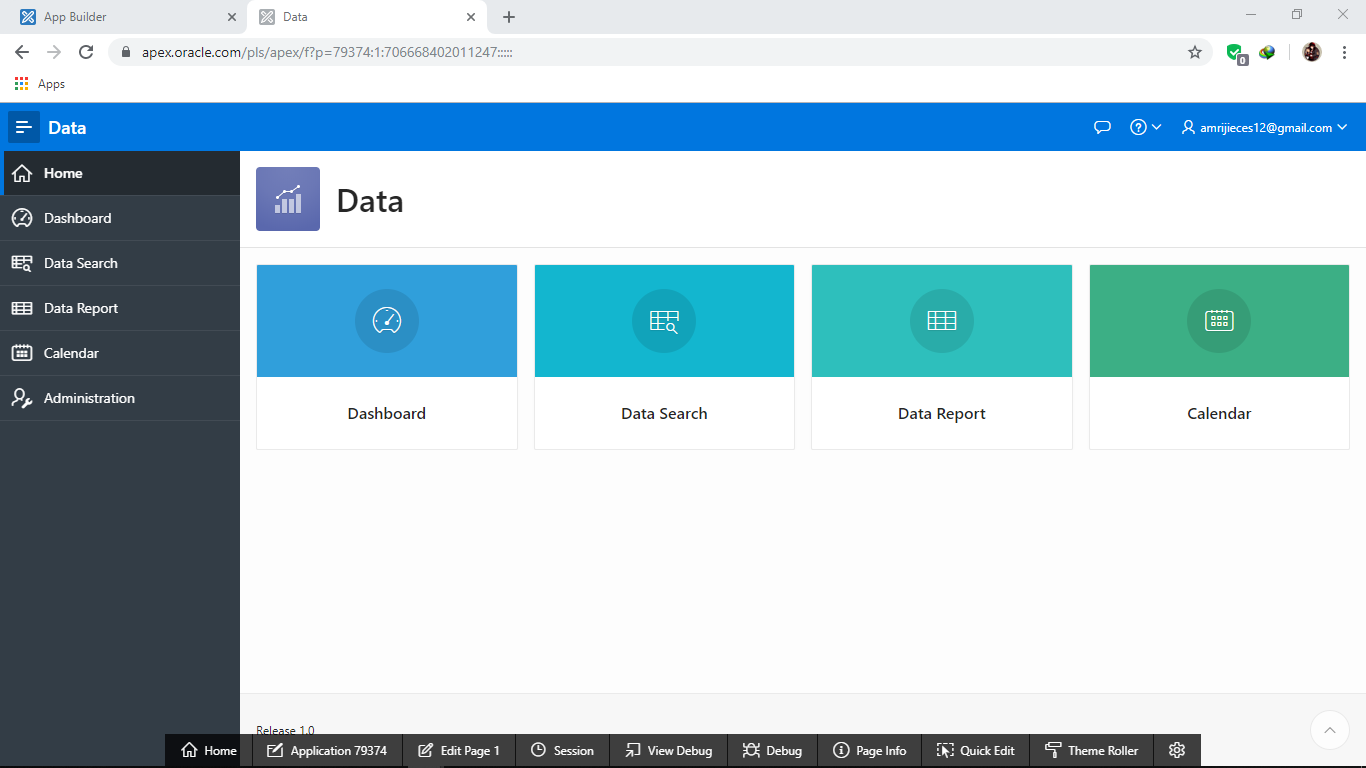 App Builder
Data
apex.oracle.com/pls/apex/f?p=79374:1:706668402011247:::::
0
Apps
Data
amrijieces12@gmail.com
Home
Dashboard
Data Search
Data Report
Calendar
Administration
Data
Dashboard
Data Search
Data Report
Calendar
Release 1.0
Home
Application 79374
Edit Page 1
Session
View Debug
Debug
Page Info
Quick Edit
Theme Roller